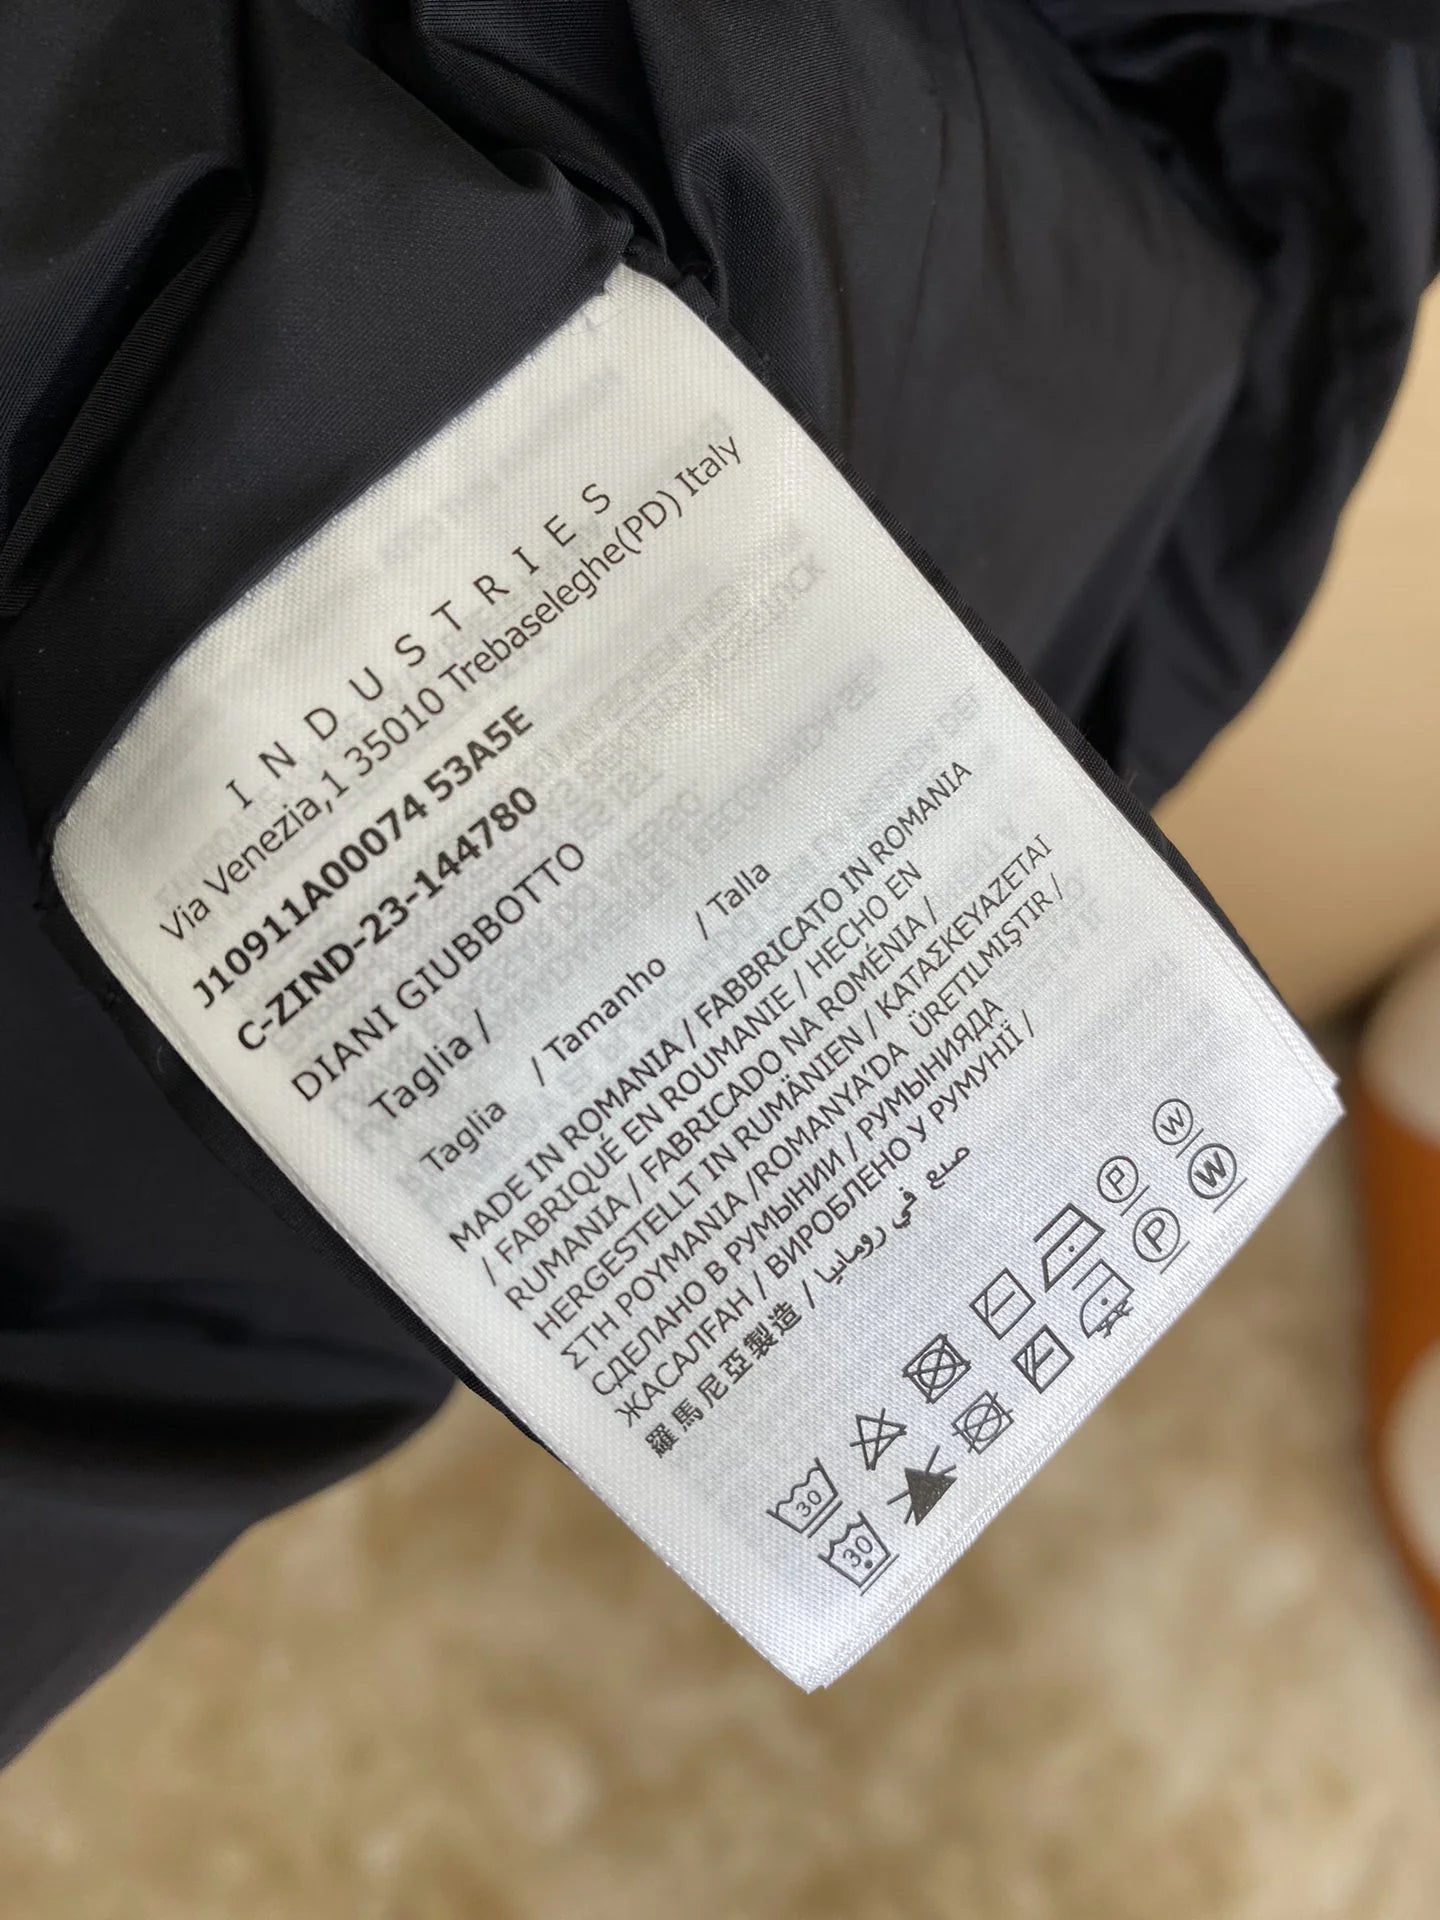 INDUSTRIES
Via Venezia,1 35010 Trebaseleghe(PD) Italy
J10911A00074 53A5E
C-ZIND-23-144780
DIANI GIUBBOTTO
Taglia /
Taglia / Tamanho / Talla
MADE IN ROMANIA / FABBRICATO IN ROMANIA
/ FABRIQUÉ EN ROUMANIE / HECHO EN
RUMANIA / FABRICADO NA ROMÉNIA /
HERGESTELLT IN RUMÄNIEN / ΚΑΤΑΣΚΕΥΑΖΕΤΑΙ
ΣΤΗ ΡΟΥΜΑΝΙΑ /ROMANYA'DA ÜRETILMIŞTIR /
СДЕЛАНО В РУМЫНИИ / РУМЫНИЯДА
ЖАСАЛҒАН / ВИРОБЛЕНО У РУМУНІЇ /
羅馬尼亞製造 / صنع في رومانيا
30 P W
30 P W